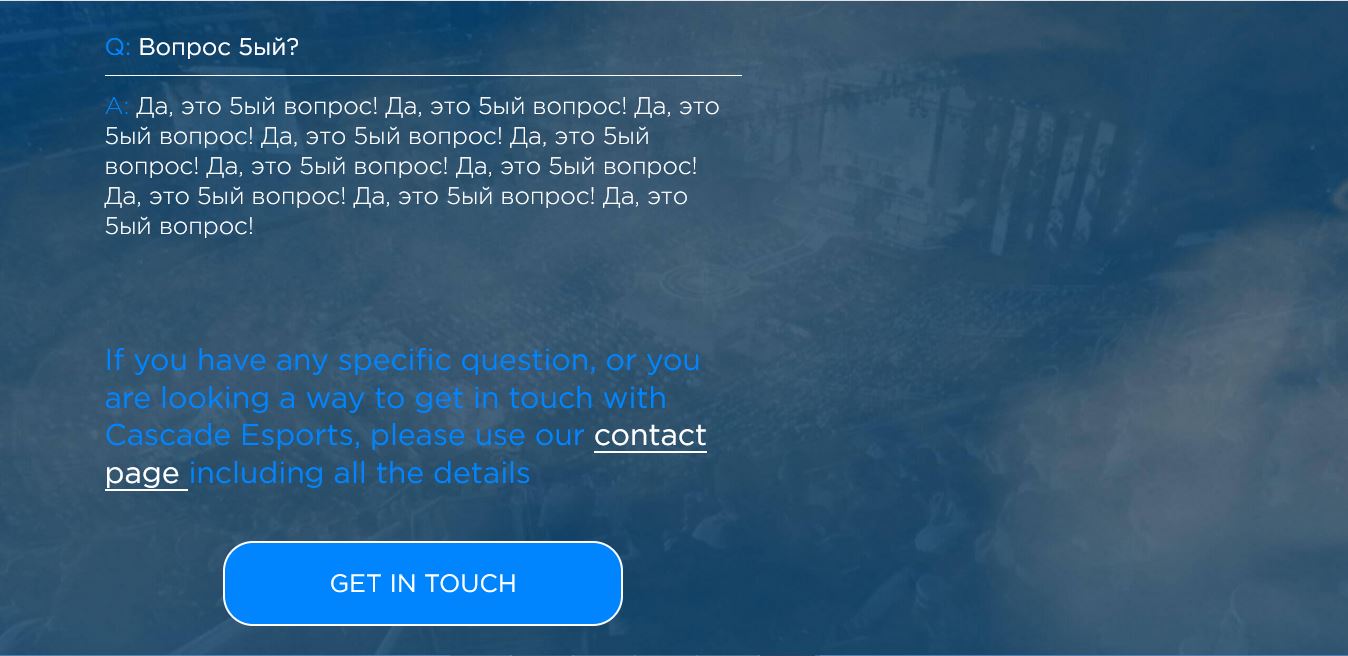 Q: Вопрос 5ый?
A: Да, это 5ый вопрос! Да, это 5ый вопрос! Да, это
5ый вопрос! Да, это 5ый вопрос! Да, это 5ый
вопрос! Да, это 5ый вопрос! Да, это 5ый вопрос!
Да, это 5ый вопрос! Да, это 5ый вопрос! Да, это
5ый вопрос!
If you have any specific question, or you
are looking a way to get in touch with
Cascade Esports, please use our contact
page including all the details
GET IN TOUCH